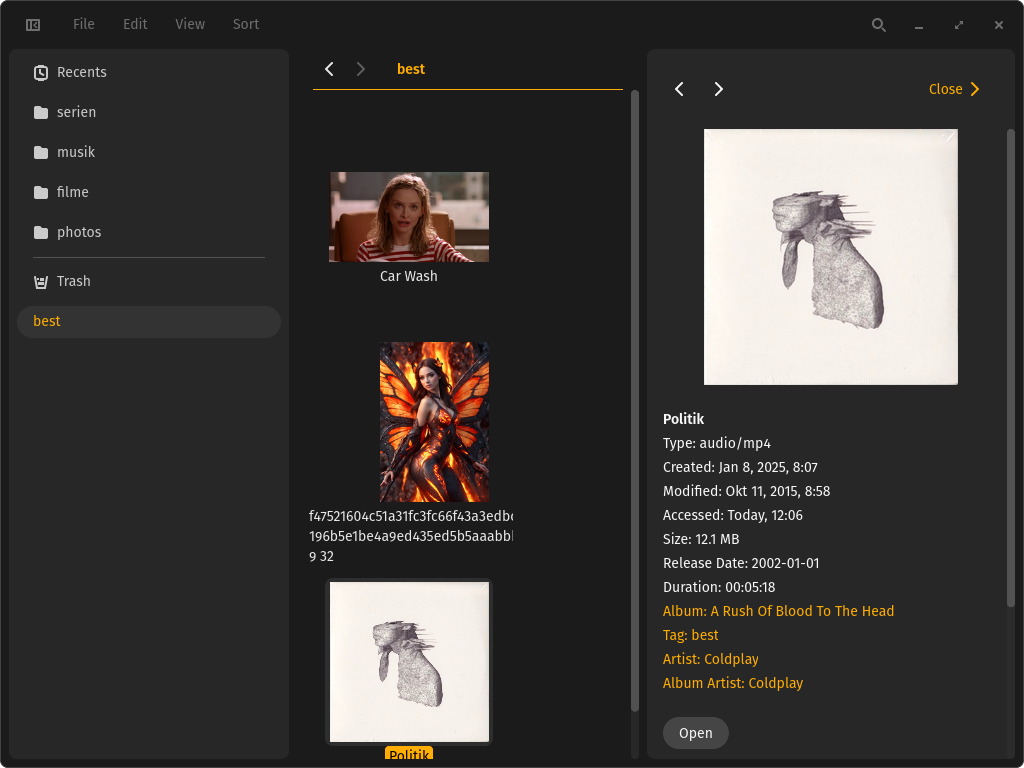 File Edit View Sort
Recents
serien
musik
filme
photos
Trash
best
best
Car Wash
f47521604c51a31fc3fc66f43a3edb
196b5e1be4a9ed435ed5b5aaabb
9 32
Politik
Close
Politik
Type: audio/mp4
Created: Jan 8, 2025, 8:07
Modified: Okt 11, 2015, 8:58
Accessed: Today, 12:06
Size: 12.1 MB
Release Date: 2002-01-01
Duration: 00:05:18
Album: A Rush Of Blood To The Head
Tag: best
Artist: Coldplay
Album Artist: Coldplay
Open